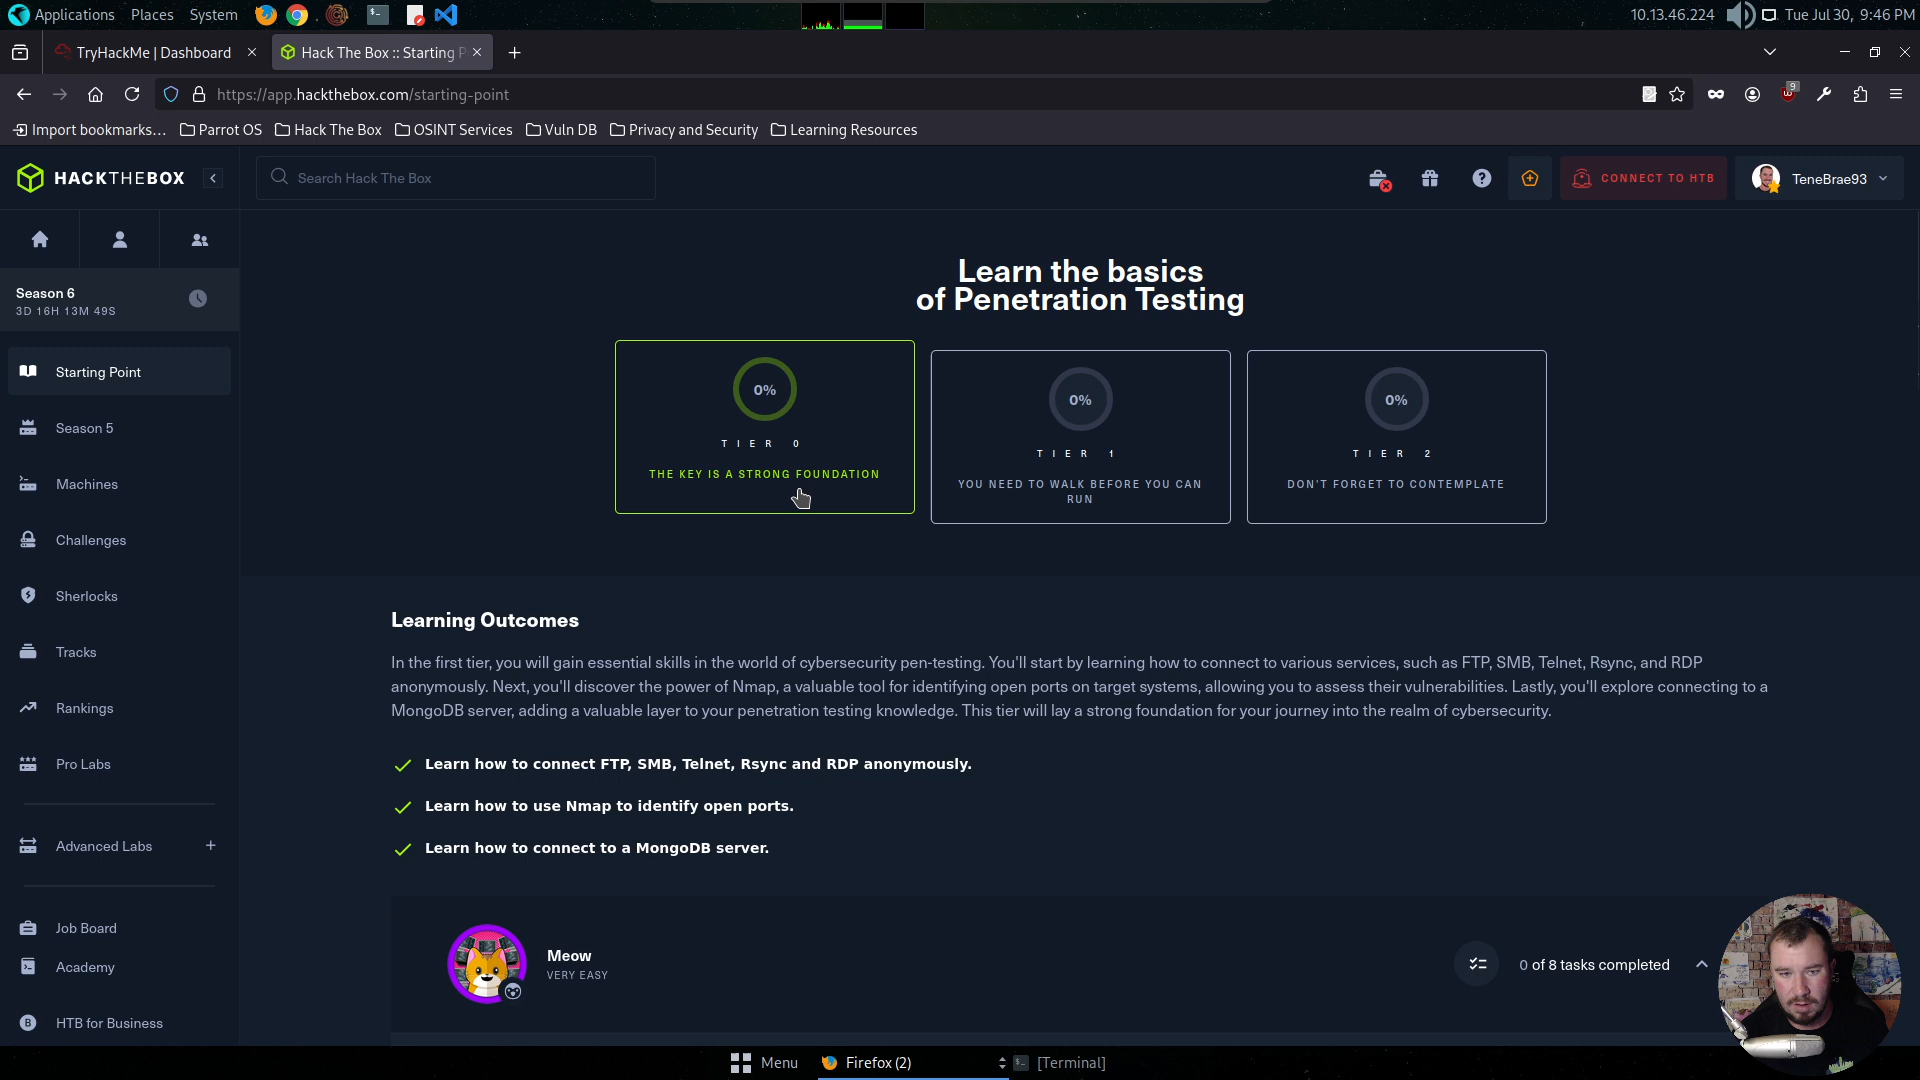 Applications Places System
10.13.46.224 Tue Jul 30, 9:46 PM
TryHackMe | Dashboard
Hack The Box :: Starting P
https://app.hackthebox.com/starting-point
9
Import bookmarks... Parrot OS Hack The Box OSINT Services Vuln DB Privacy and Security Learning Resources
HACKTHEBOX
Search Hack The Box
CONNECT TO HTB
TeneBrae93
Season 6
3D 16H 13M 49S
Starting Point
Season 5
Machines
Challenges
Sherlocks
Tracks
Rankings
Pro Labs
Advanced Labs +
Job Board
Academy
HTB for Business
Learn the basics
of Penetration Testing
0%
TIER 0
THE KEY IS A STRONG FOUNDATION
0%
TIER 1
YOU NEED TO WALK BEFORE YOU CAN
RUN
0%
TIER 2
DON'T FORGET TO CONTEMPLATE
Learning Outcomes
In the first tier, you will gain essential skills in the world of cybersecurity pen-testing. You'll start by learning how to connect to various services, such as FTP, SMB, Telnet, Rsync, and RDP
anonymously. Next, you'll discover the power of Nmap, a valuable tool for identifying open ports on target systems, allowing you to assess their vulnerabilities. Lastly, you'll explore connecting to a
MongoDB server, adding a valuable layer to your penetration testing knowledge. This tier will lay a strong foundation for your journey into the realm of cybersecurity.
Learn how to connect FTP, SMB, Telnet, Rsync and RDP anonymously.
Learn how to use Nmap to identify open ports.
Learn how to connect to a MongoDB server.
Meow
VERY EASY
0 of 8 tasks completed
Menu Firefox (2) [Terminal]